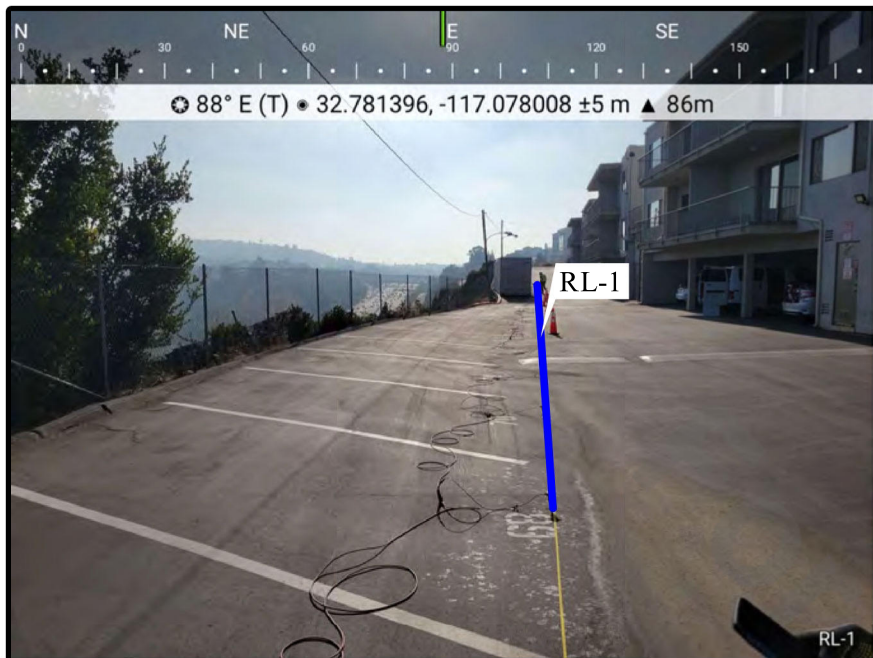 N NE E SE
0 30 60 90 120 150
88° E (T) 32.781396, -117.078008 ±5 m ▲ 86m
RL-1
RL-1